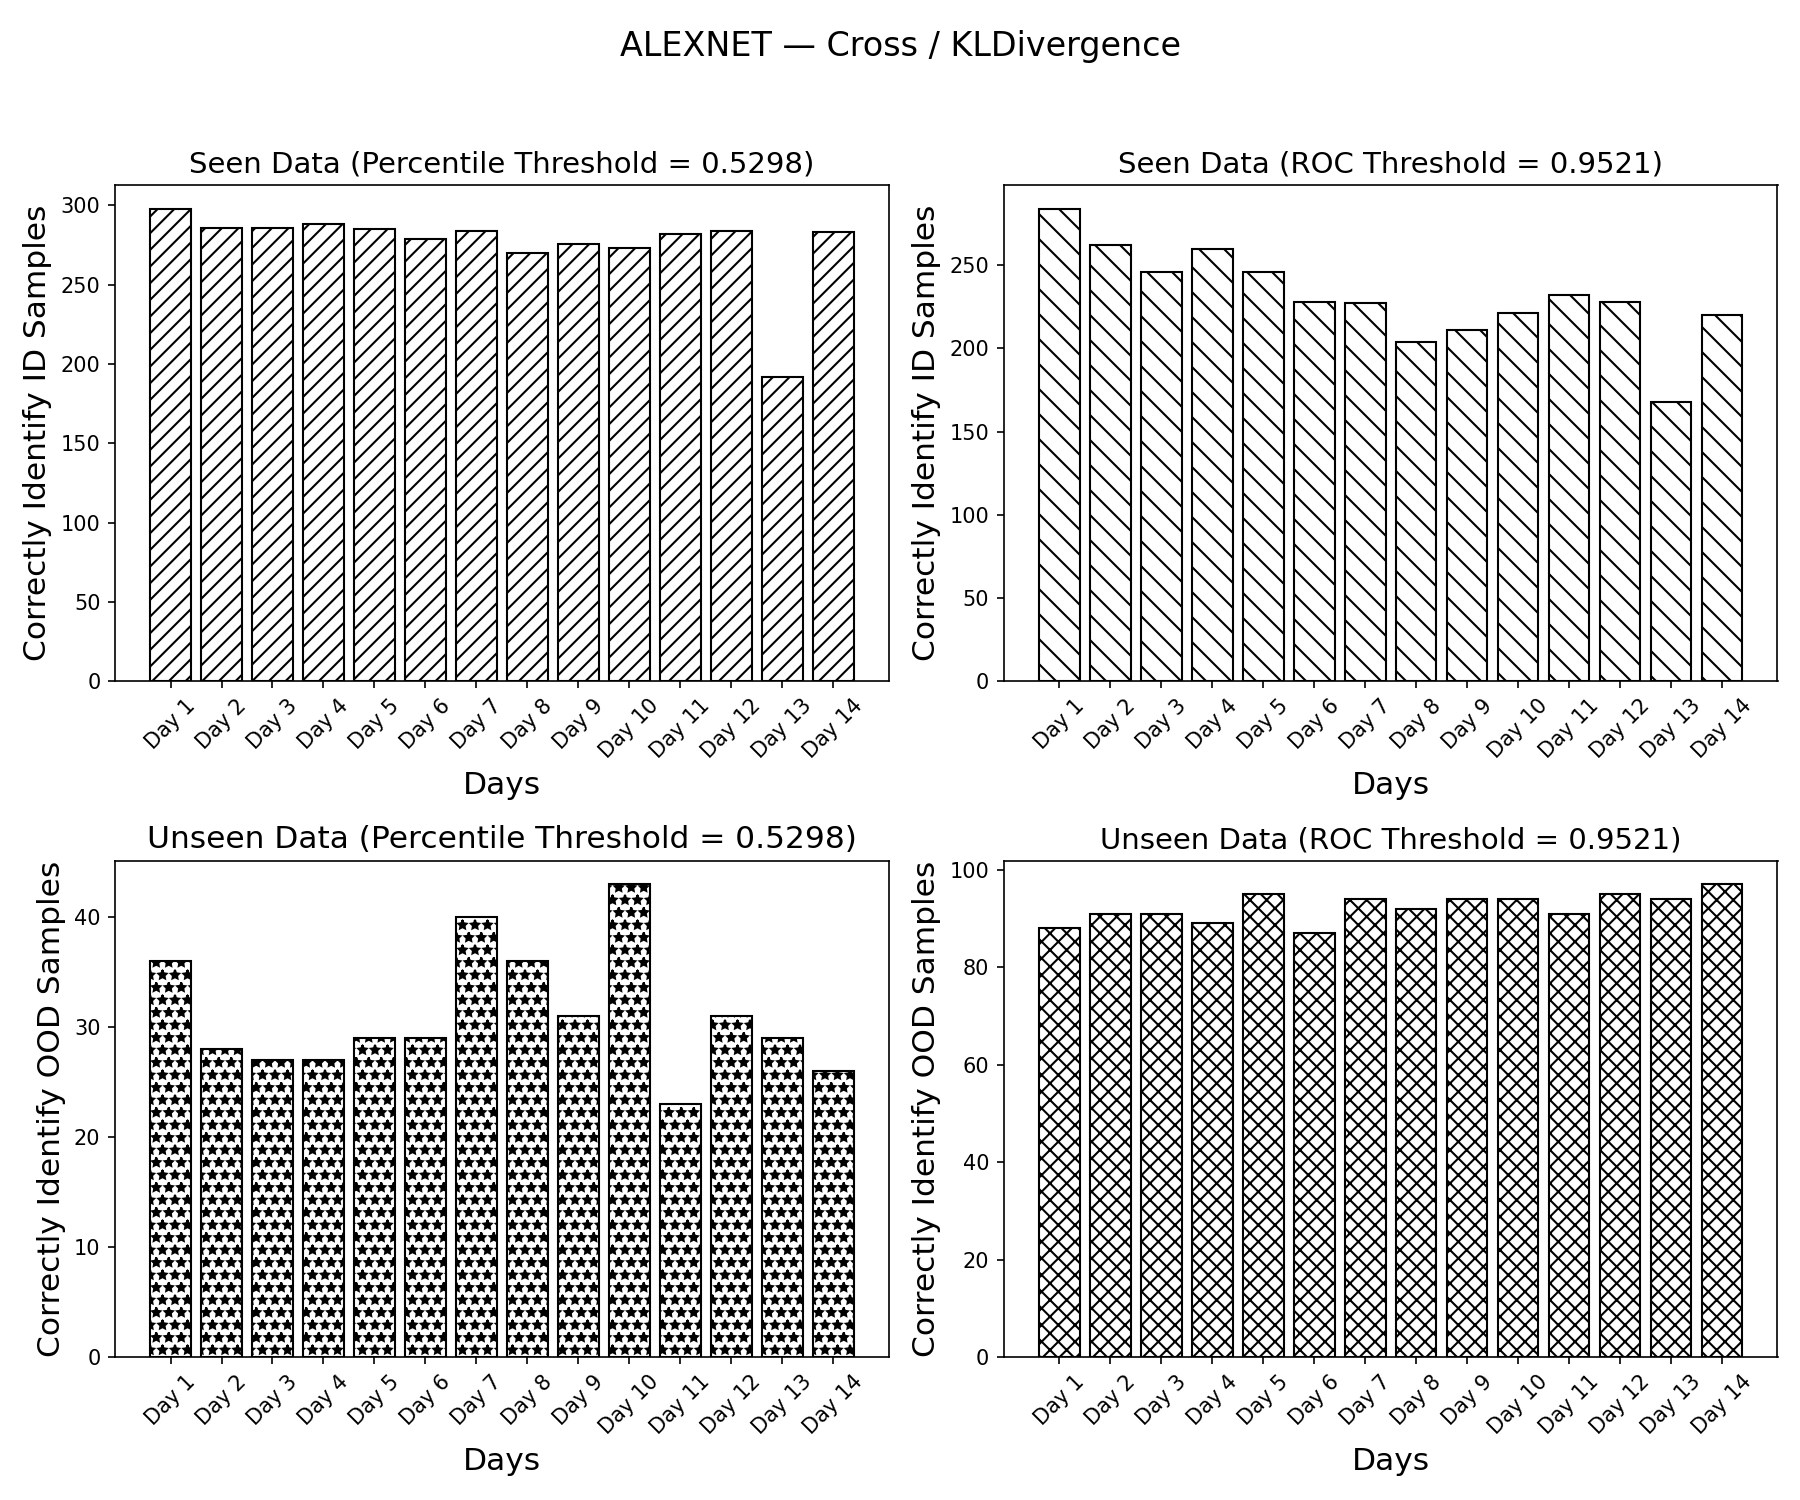 ALEXNET — Cross / KLDivergence
Seen Data (Percentile Threshold = 0.5298)
Correctly Identify ID Samples
300
250
200
150
100
50
0
Day 1
Day 2
Day 3
Day 4
Day 5
Day 6
Day 7
Day 8
Day 9
Day 10
Day 11
Day 12
Day 13
Day 14
Days
Seen Data (ROC Threshold = 0.9521)
Correctly Identify ID Samples
250
200
150
100
50
0
Day 1
Day 2
Day 3
Day 4
Day 5
Day 6
Day 7
Day 8
Day 9
Day 10
Day 11
Day 12
Day 13
Day 14
Days
Unseen Data (Percentile Threshold = 0.5298)
Correctly Identify OOD Samples
40
30
20
10
0
Day 1
Day 2
Day 3
Day 4
Day 5
Day 6
Day 7
Day 8
Day 9
Day 10
Day 11
Day 12
Day 13
Day 14
Days
Unseen Data (ROC Threshold = 0.9521)
Correctly Identify OOD Samples
100
80
60
40
20
0
Day 1
Day 2
Day 3
Day 4
Day 5
Day 6
Day 7
Day 8
Day 9
Day 10
Day 11
Day 12
Day 13
Day 14
Days